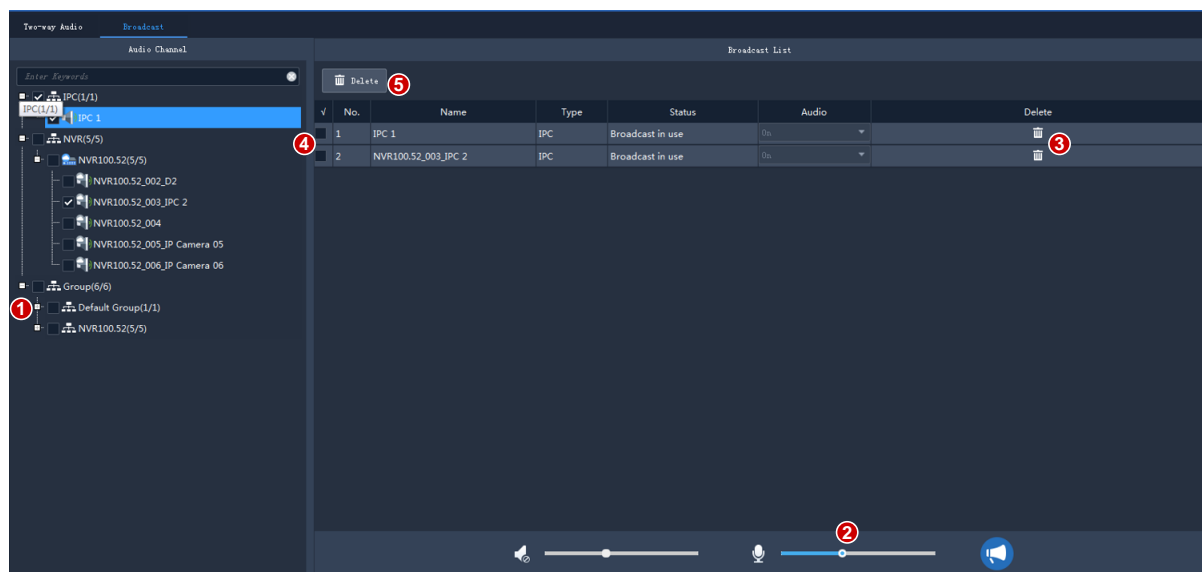 Two-way Audio Broadcast
Audio Channel
Broadcast List
Enter Keywords
Delete
5
IPC(1/1)
IPC(1/1)
IPC 1
√ No. Name Type Status Audio Delete
4
1 IPC 1 IPC Broadcast in use On
3
2 NVR100.52_003_IPC 2 IPC Broadcast in use On
NVR(5/5)
NVR100.52(5/5)
NVR100.52_002_D2
NVR100.52_003_IPC 2
NVR100.52_004
NVR100.52_005_IP Camera 05
NVR100.52_006_IP Camera 06
Group(6/6)
1
Default Group(1/1)
NVR100.52(5/5)
2